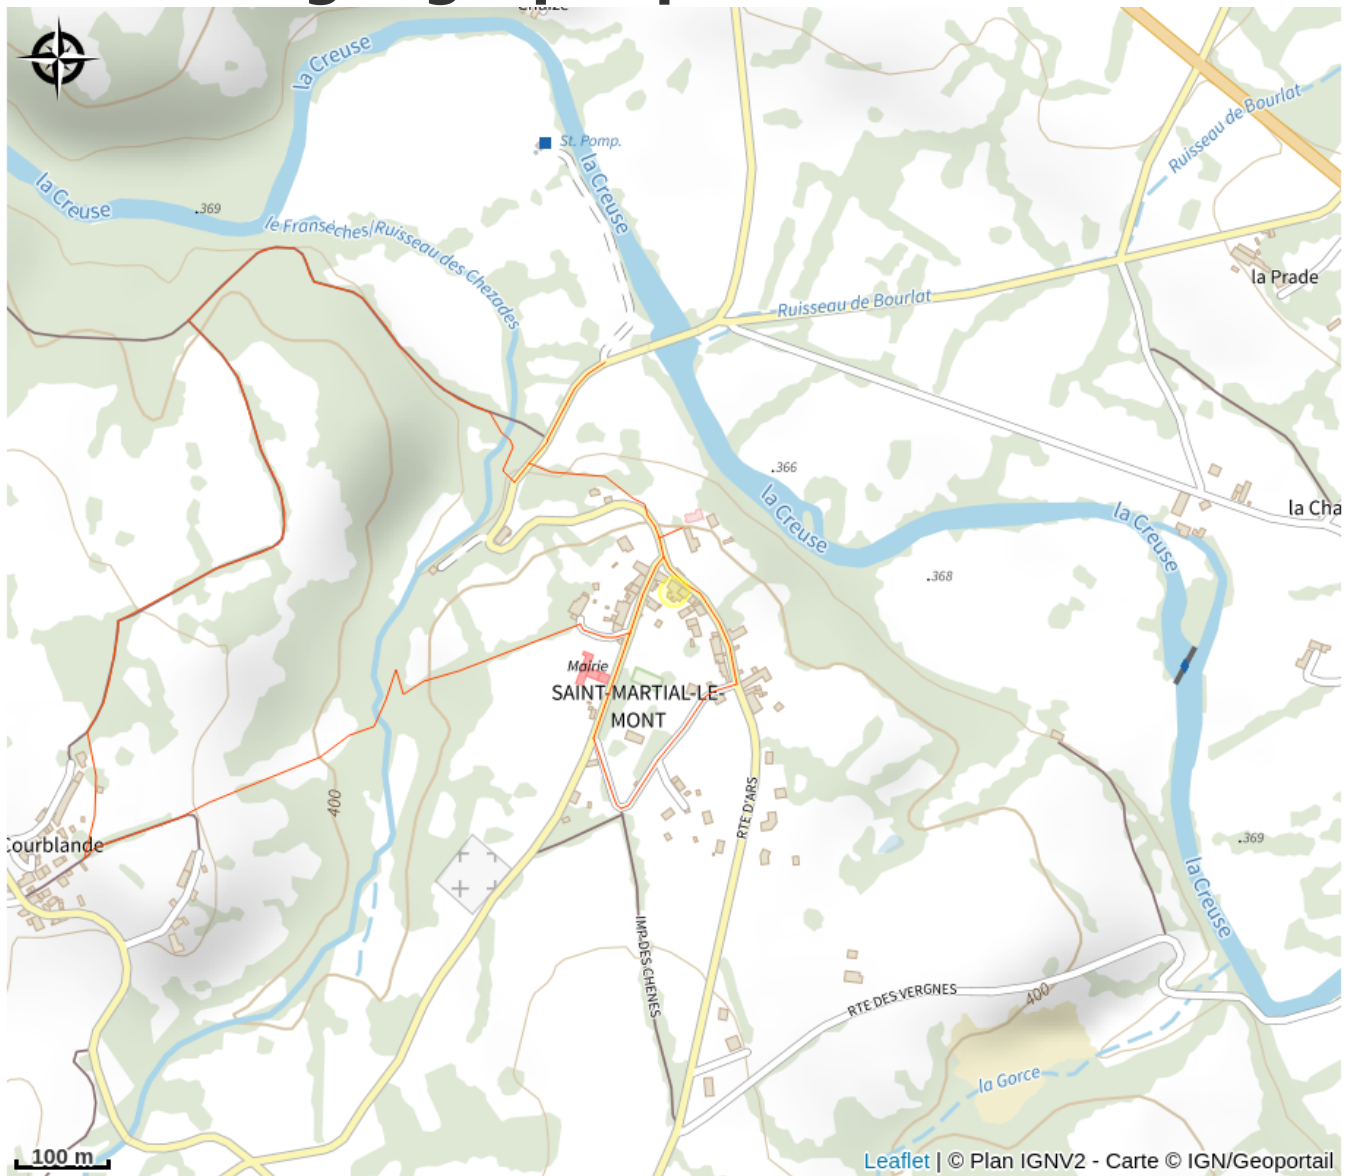 la Creuse
la Creuse
.369
le Franséches/Ruisseau des Chezades
St. Pomp.
la Creuse
Ruisseau de Bourlat
la Prade
Ruisseau de Bourlat
.366
la Creuse
la Creuse
la Cha
.368
Mairie
SAINT-MARTIAL-LE-
MONT
400
RTE D'ARS
Courblande
.369
la Creuse
IMP DES CHENES
RTE DES VERGNES
400
la Gorce
100 m
Leaflet | © Plan IGNV2 - Carte © IGN/Geoportail